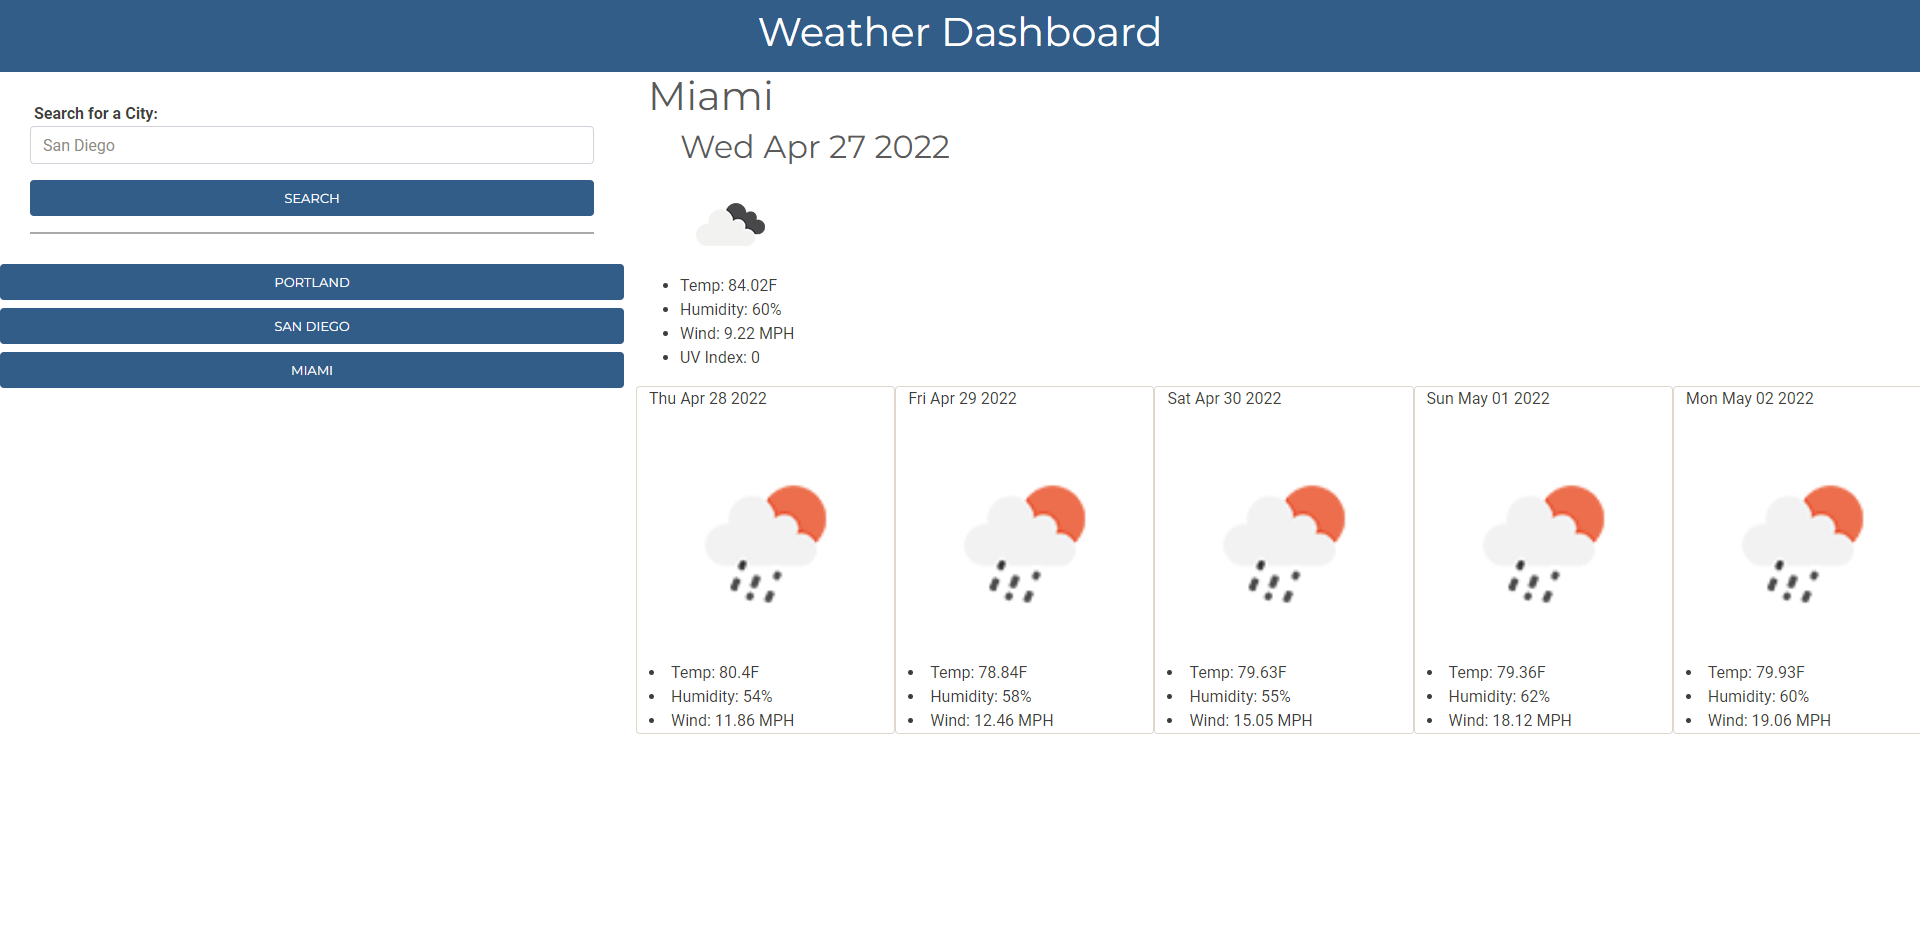 Weather Dashboard
Search for a City:
San Diego
SEARCH
PORTLAND
SAN DIEGO
MIAMI
Miami
Wed Apr 27 2022
Temp: 84.02F
Humidity: 60%
Wind: 9.22 MPH
UV Index: 0
Thu Apr 28 2022
Temp: 80.4F
Humidity: 54%
Wind: 11.86 MPH
Fri Apr 29 2022
Temp: 78.84F
Humidity: 58%
Wind: 12.46 MPH
Sat Apr 30 2022
Temp: 79.63F
Humidity: 55%
Wind: 15.05 MPH
Sun May 01 2022
Temp: 79.36F
Humidity: 62%
Wind: 18.12 MPH
Mon May 02 2022
Temp: 79.93F
Humidity: 60%
Wind: 19.06 MPH